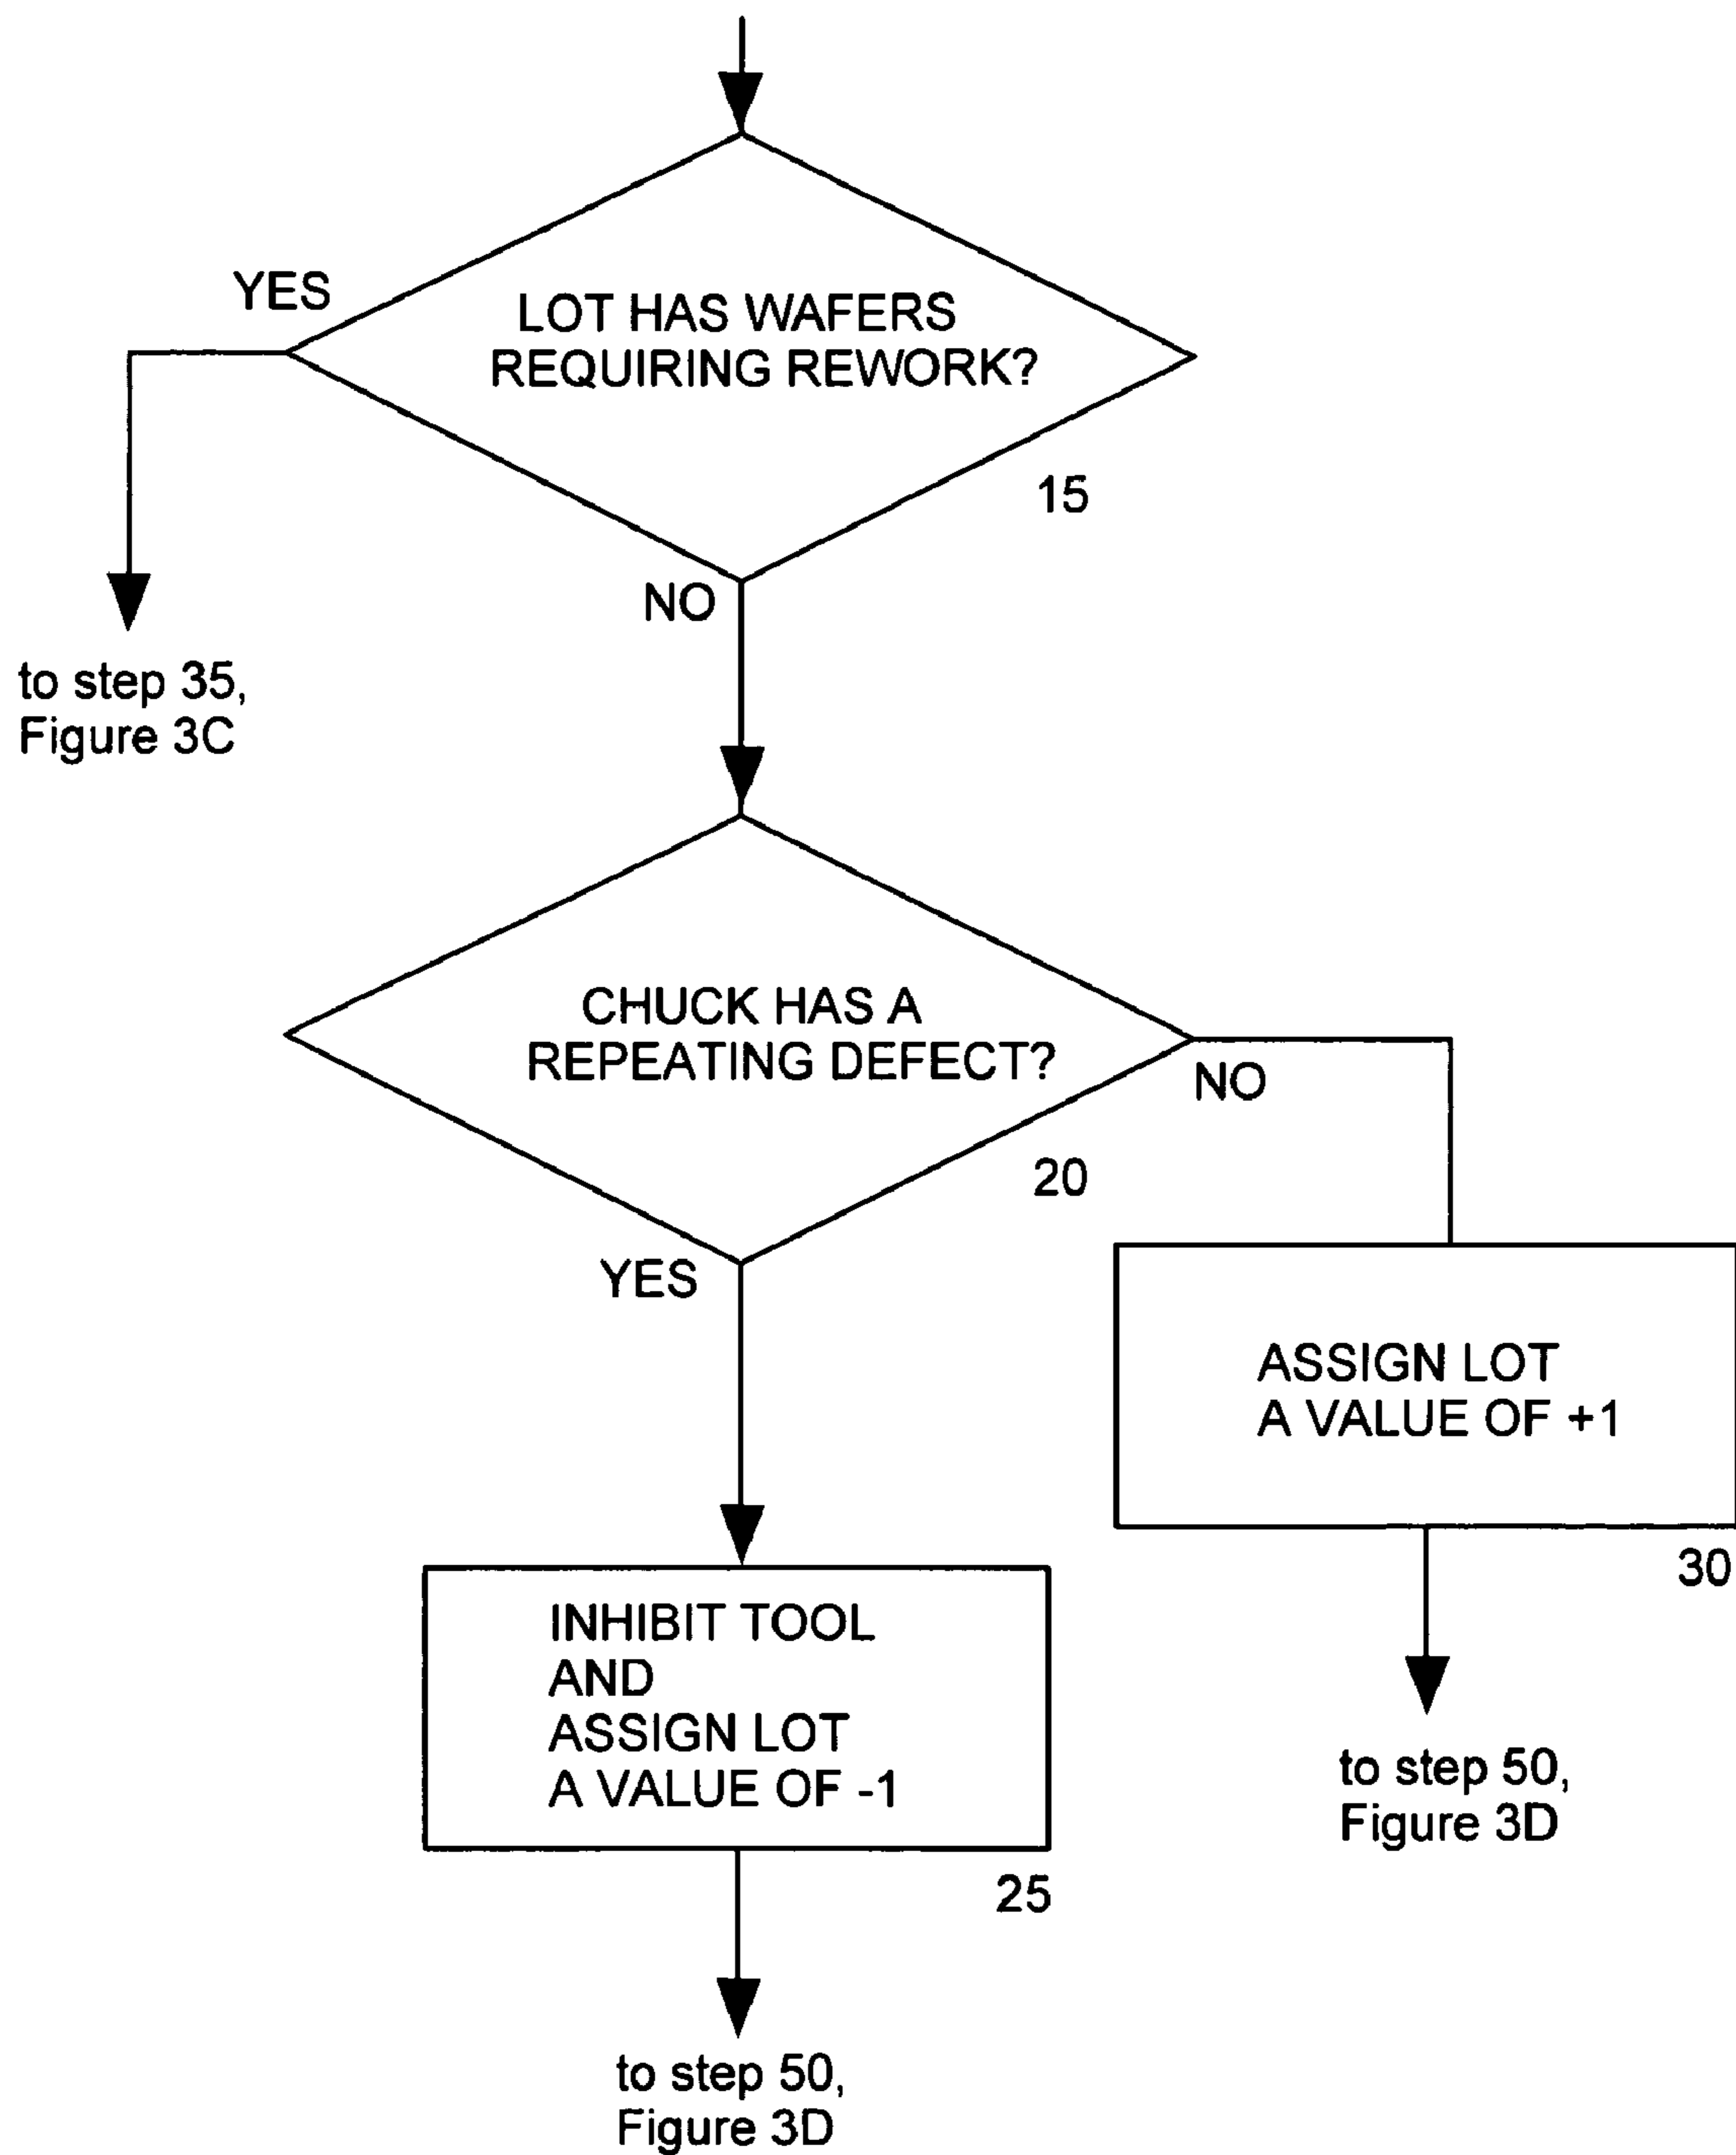 YES
LOT HAS WAFERS
REQUIRING REWORK?
15
NO
to step 35,
Figure 3C
CHUCK HAS A
REPEATING DEFECT?
NO
20
YES
ASSIGN LOT
A VALUE OF +1
30
INHIBIT TOOL
AND
ASSIGN LOT
A VALUE OF -1
25
to step 50,
Figure 3D
to step 50,
Figure 3D